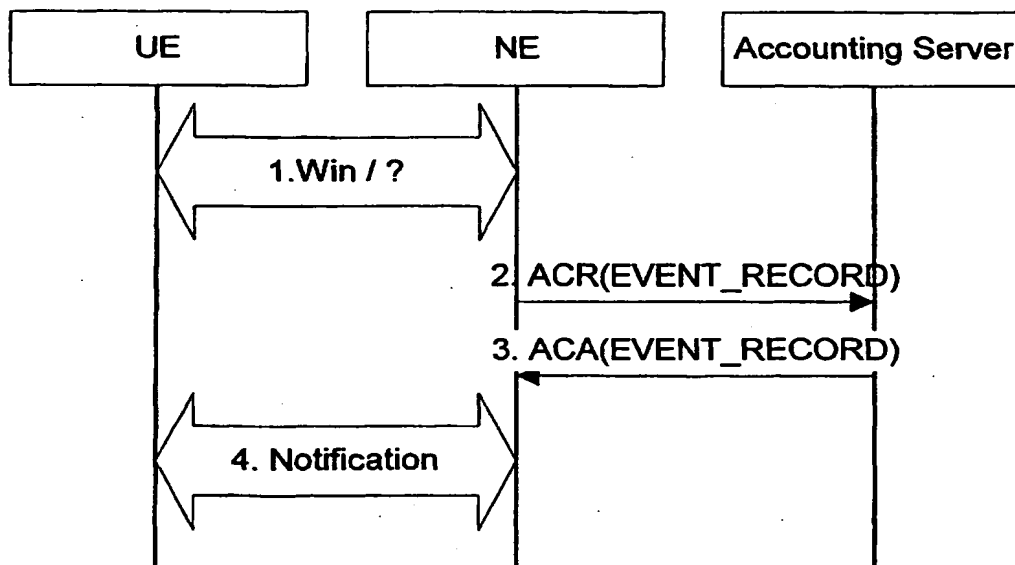 UE
NE
Accounting Server
1.Win / ?
2. ACR(EVENT_RECORD)
3. ACA(EVENT_RECORD)
4. Notification